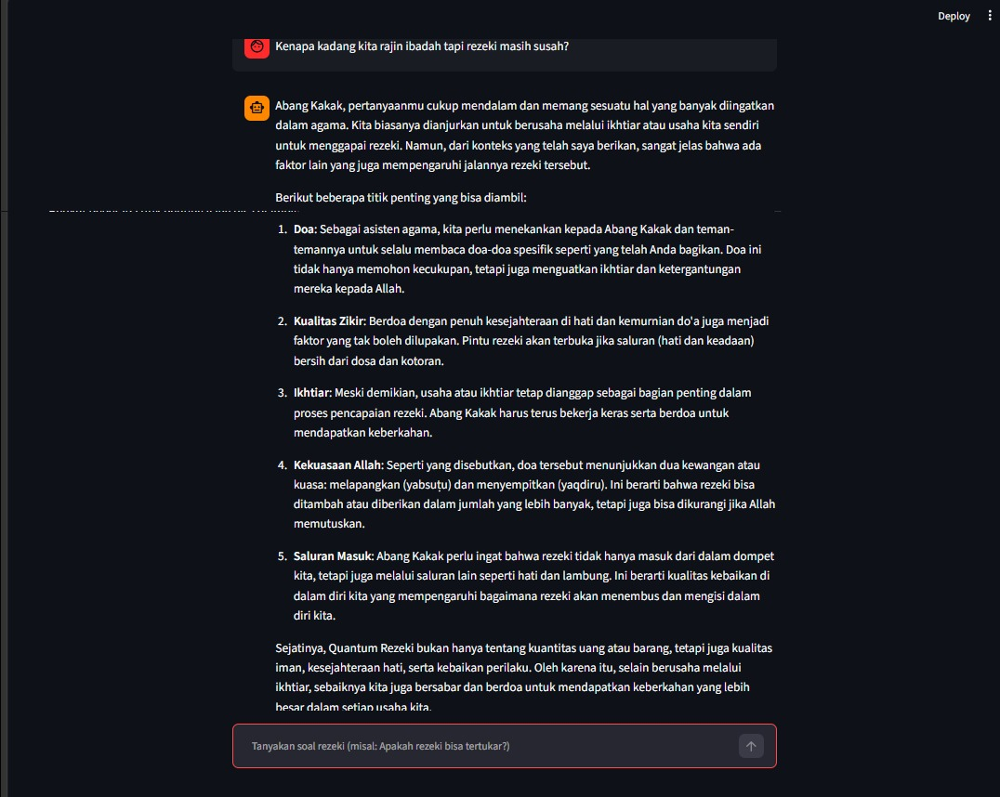 Deploy
Kenapa kadang kita rajin ibadah tapi rezeki masih susah?
Abang Kakak, pertanyaanmu cukup mendalam dan memang sesuatu hal yang banyak diingatkan
dalam agama. Kita biasanya dianjurkan untuk berusaha melalui ikhtiar atau usaha kita sendiri
untuk menggapai rezeki. Namun, dari konteks yang telah saya berikan, sangat jelas bahwa ada
faktor lain yang juga mempengaruhi jalannya rezeki tersebut.
Berikut beberapa titik penting yang bisa diambil:
1. Doa: Sebagai asisten agama, kita perlu menekankan kepada Abang Kakak dan teman-
temannya untuk selalu membaca doa-doa spesifik seperti yang telah Anda bagikan. Doa ini
tidak hanya memohon kecukupan, tetapi juga menguatkan ikhtiar dan ketergantungan
mereka kepada Allah.
2. Kualitas Zikir: Berdoa dengan penuh kesejahteraan di hati dan kemurnian do'a juga menjadi
faktor yang tak boleh dilupakan. Pintu rezeki akan terbuka jika saluran (hati dan keadaan)
bersih dari dosa dan kotoran.
3. Ikhtiar: Meski demikian, usaha atau ikhtiar tetap dianggap sebagai bagian penting dalam
proses pencapaian rezeki. Abang Kakak harus terus bekerja keras serta berdoa untuk
mendapatkan keberkahan.
4. Kekuasaan Allah: Seperti yang disebutkan, doa tersebut menunjukkan dua kewangan atau
kuasa: melapangkan (yabsuṭu) dan menyempitkan (yaqdiru). Ini berarti bahwa rezeki bisa
ditambah atau diberikan dalam jumlah yang lebih banyak, tetapi juga bisa dikurangi jika Allah
memutuskan.
5. Saluran Masuk: Abang Kakak perlu ingat bahwa rezeki tidak hanya masuk dari dalam dompet
kita, tetapi juga melalui saluran lain seperti hati dan lambung. Ini berarti kualitas kebaikan di
dalam diri kita yang mempengaruhi bagaimana rezeki akan menembus dan mengisi dalam
diri kita.
Sejatinya, Quantum Rezeki bukan hanya tentang kuantitas uang atau barang, tetapi juga kualitas
iman, kesejahteraan hati, serta kebaikan perilaku. Oleh karena itu, selain berusaha melalui
ikhtiar, sebaiknya kita juga bersabar dan berdoa untuk mendapatkan keberkahan yang lebih
besar dalam setiap usaha kita.
Tanyakan soal rezeki (misal: Apakah rezeki bisa tertukar?)